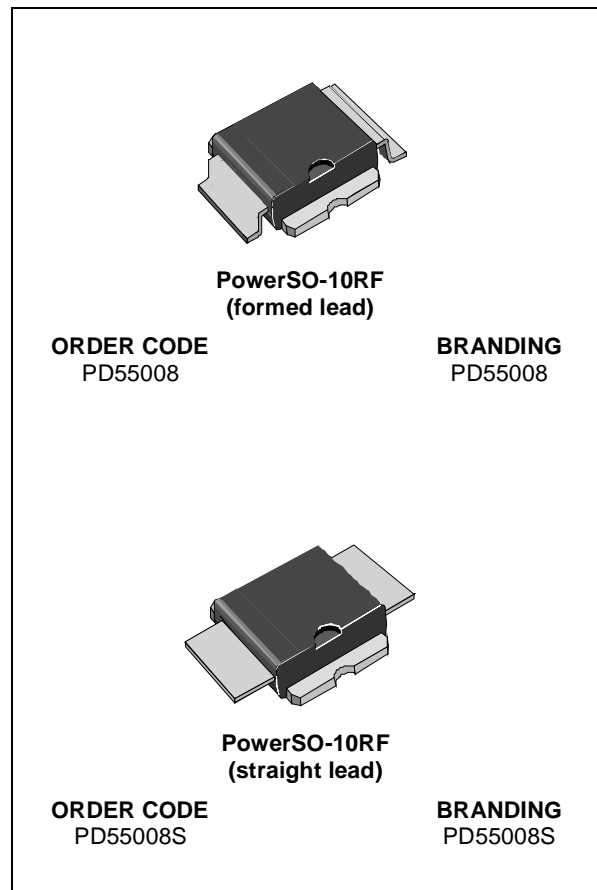 PowerSO-10RF
(formed lead)
ORDER CODE
PD55008
BRANDING
PD55008
PowerSO-10RF
(straight lead)
ORDER CODE
PD55008S
BRANDING
PD55008S